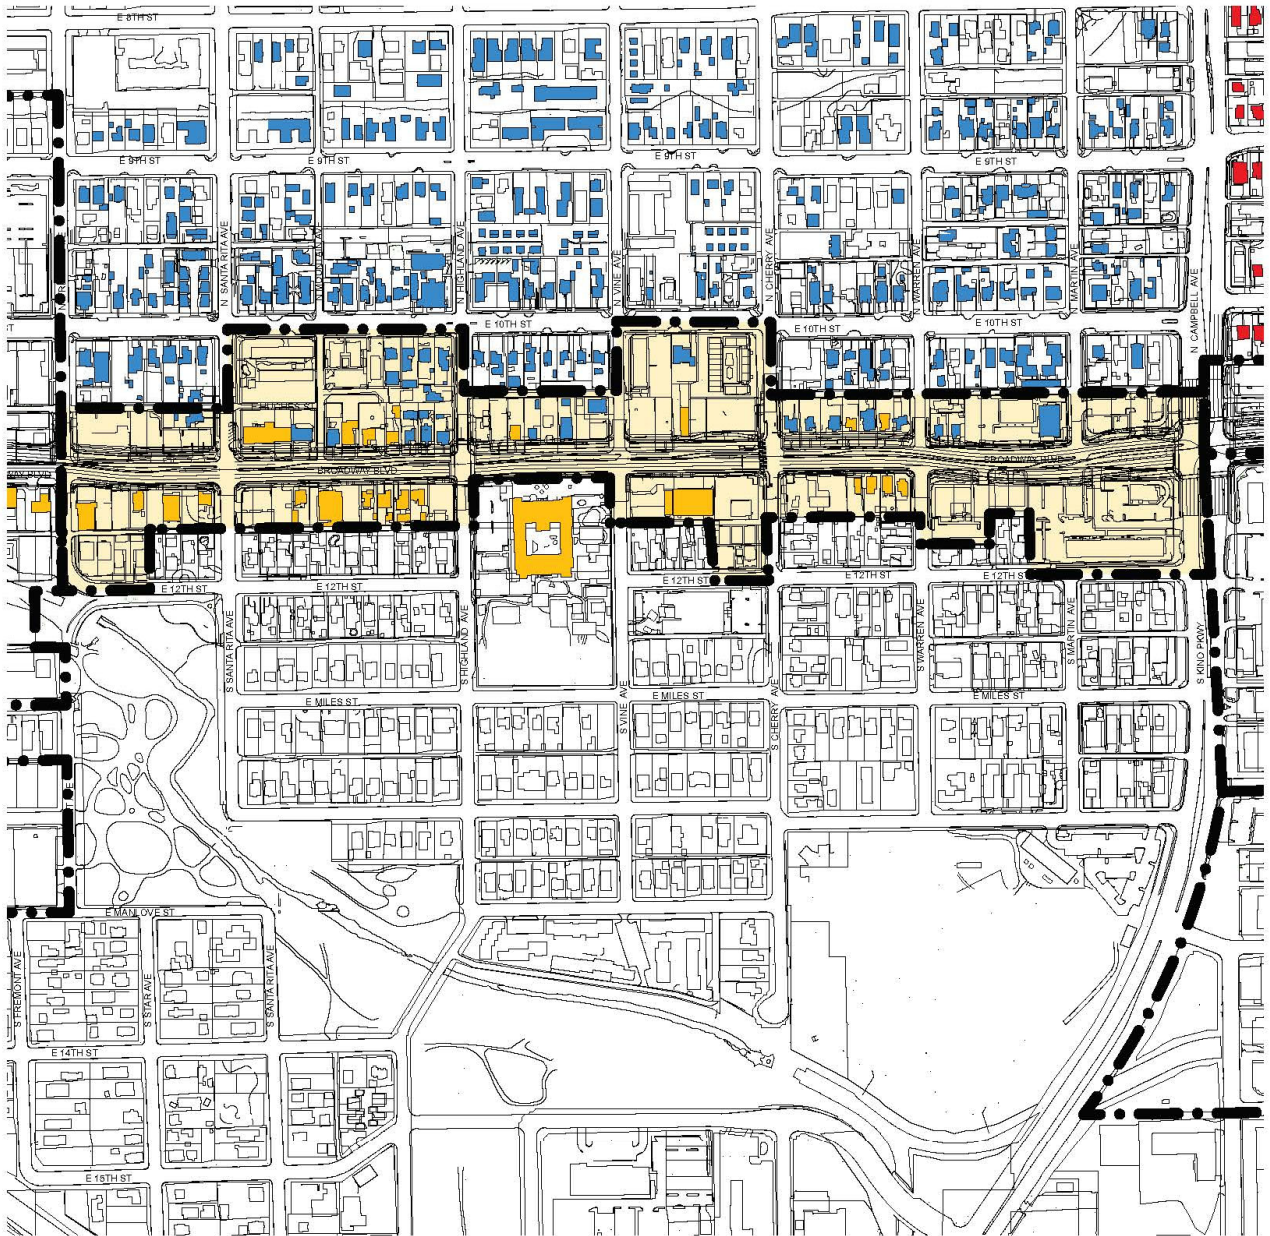 E 8TH ST
E 9TH ST
E 9TH ST
E 9TH ST
E 9TH ST
N SANTA RITA AVE
N MOUNTAIN AVE
N HIGHLAND AVE
N VINE AVE
N CHERRY AVE
N WARREN AVE
N MARTIN AVE
N CAMPBELL AVE
E 10TH ST
E 10TH ST
E 10TH ST
BROADWAY BLVD
BROADWAY BLVD
E 12TH ST
E 12TH ST
E 12TH ST
E 12TH ST
E 12TH ST
S SANTA RITA AVE
S HIGHLAND AVE
S VINE AVE
S CHERRY AVE
S WARREN AVE
S MARTIN AVE
S KINO PKWY
E MILES ST
E MILES ST
E MILES ST
E MANLOVE ST
S FREMONT AVE
S STAR AVE
S SANTA RITA AVE
E 14TH ST
E 15TH ST